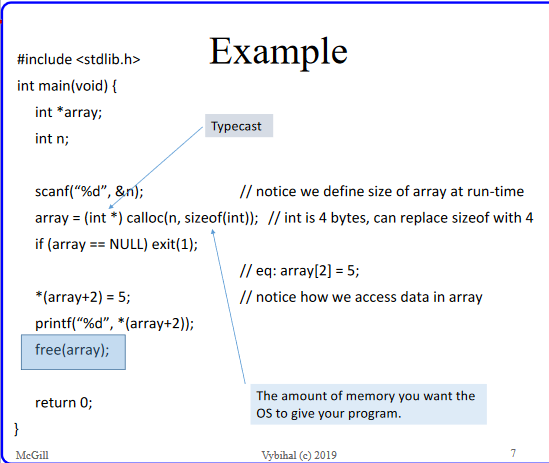 Example
#include <stdlib.h>
int main(void) {
int *array;
Typecast
int n;
scanf(“%d”, &n); // notice we define size of array at run-time
array = (int *) calloc(n, sizeof(int)); // int is 4 bytes, can replace sizeof with 4
if (array == NULL) exit(1);
// eq: array[2] = 5;
*(array+2) = 5; // notice how we access data in array
printf(“%d”, *(array+2));
free(array);
The amount of memory you want the
OS to give your program.
return 0;
}
McGill Vybihal (c) 2019 7